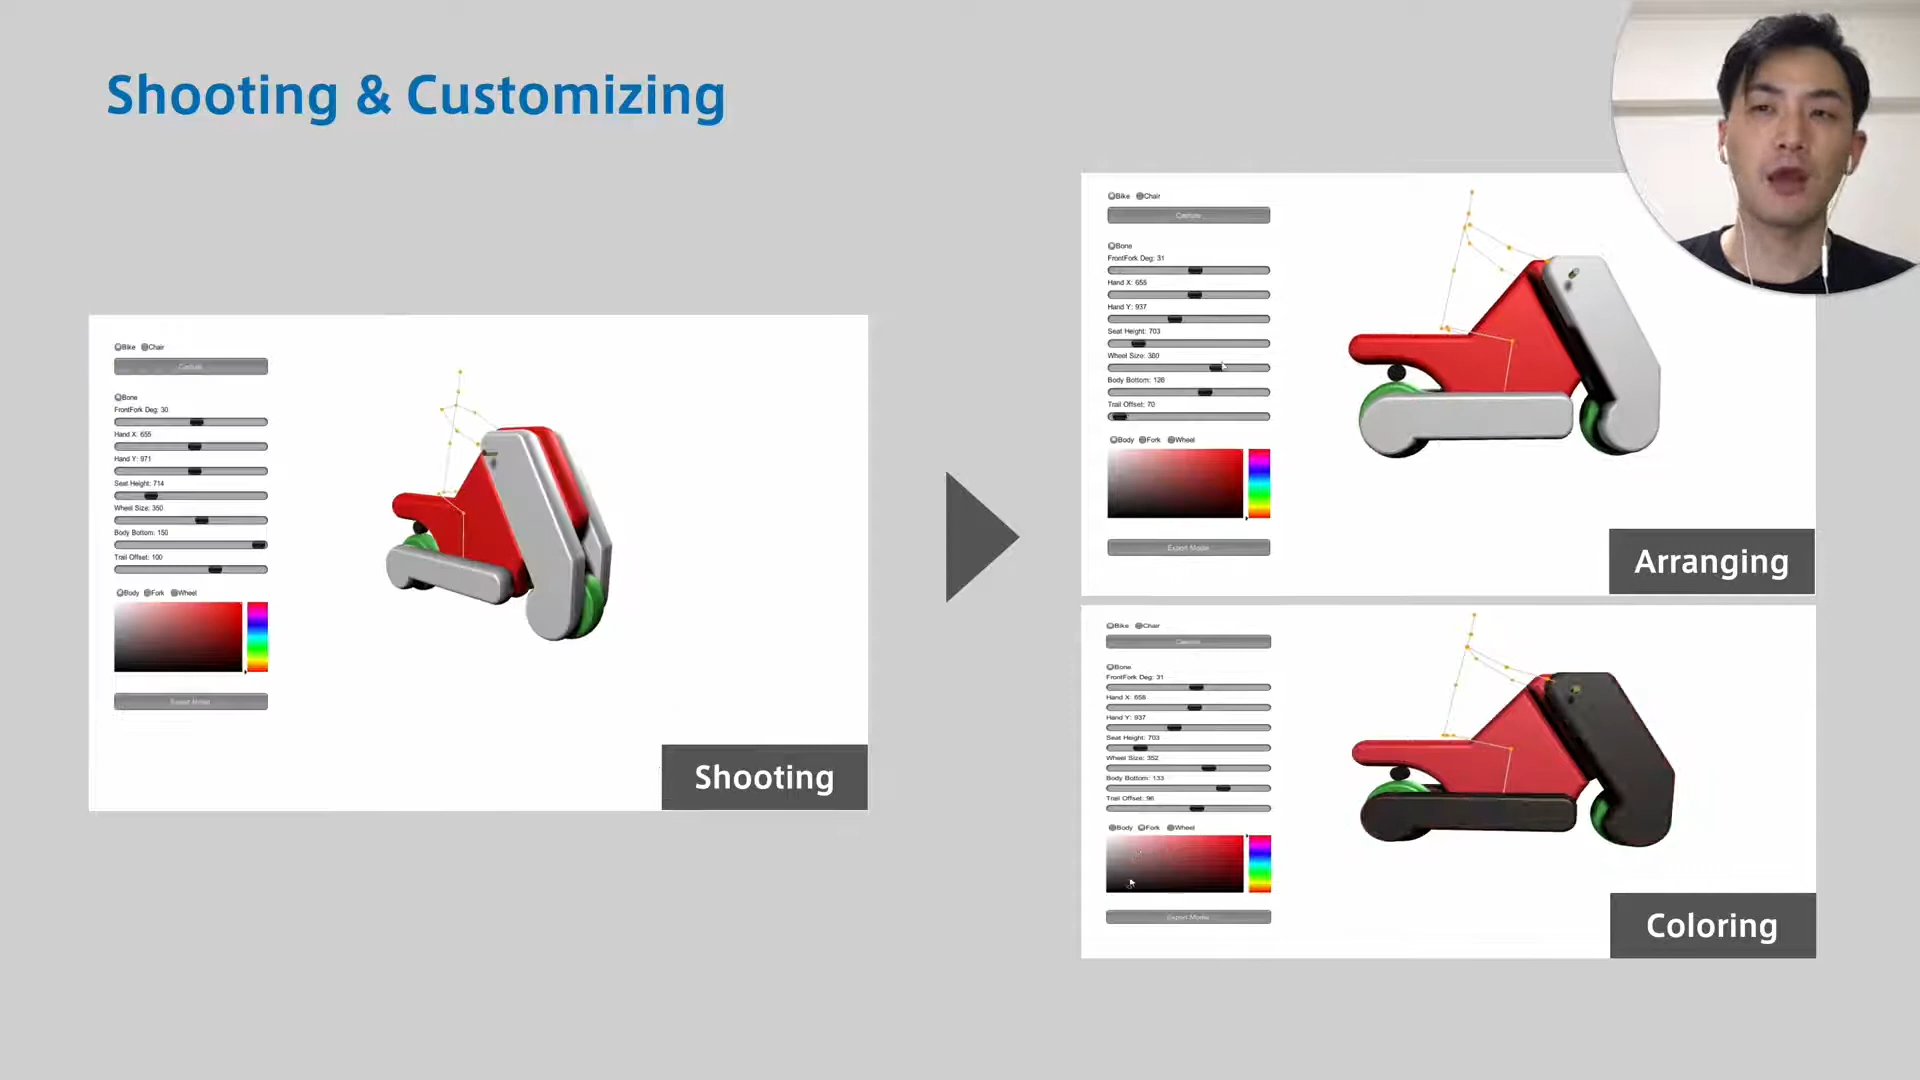 Shooting & Customizing
Bike Chair
Bone
FrontFork Deg: 30
Hand X: 655
Hand Y: 971
Seat Height: 714
Wheel Size: 350
Body Bottom: 150
Trail Offset: 100
Body Fork Wheel
Export Model
Shooting
Bike Chair
Bone
FrontFork Deg: 31
Hand X: 655
Hand Y: 937
Seat Height: 703
Wheel Size: 360
Body Bottom: 126
Trail Offset: 70
Body Fork Wheel
Export Model
Arranging
Bike Chair
Bone
FrontFork Deg: 31
Hand X: 658
Hand Y: 937
Seat Height: 703
Wheel Size: 352
Body Bottom: 133
Trail Offset: 96
Body Fork Wheel
Export Model
Coloring